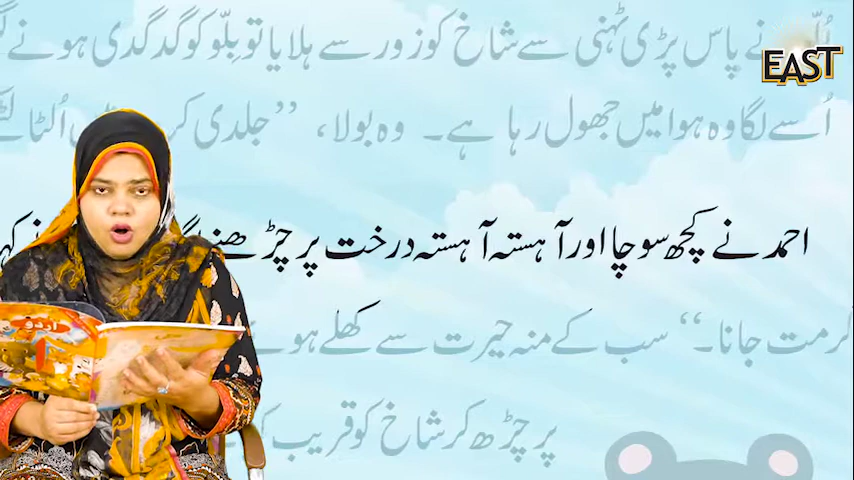 EAST
نے پاس پڑی ٹہنی سے شاخ کو زور سے ہلایا تو بلّو کو گدگدی ہونے
اُسے لگا وہ ہوا میں جھول رہا ہے۔ وہ بولا، ”جلدی اُلٹا
احمد نے کچھ سوچا اور آہستہ آہستہ درخت پر چڑھنے
مت جانا۔“ سب کے منہ حیرت سے کھلے ہوئے
پر چڑھ کر شاخ کو قریب
اردو